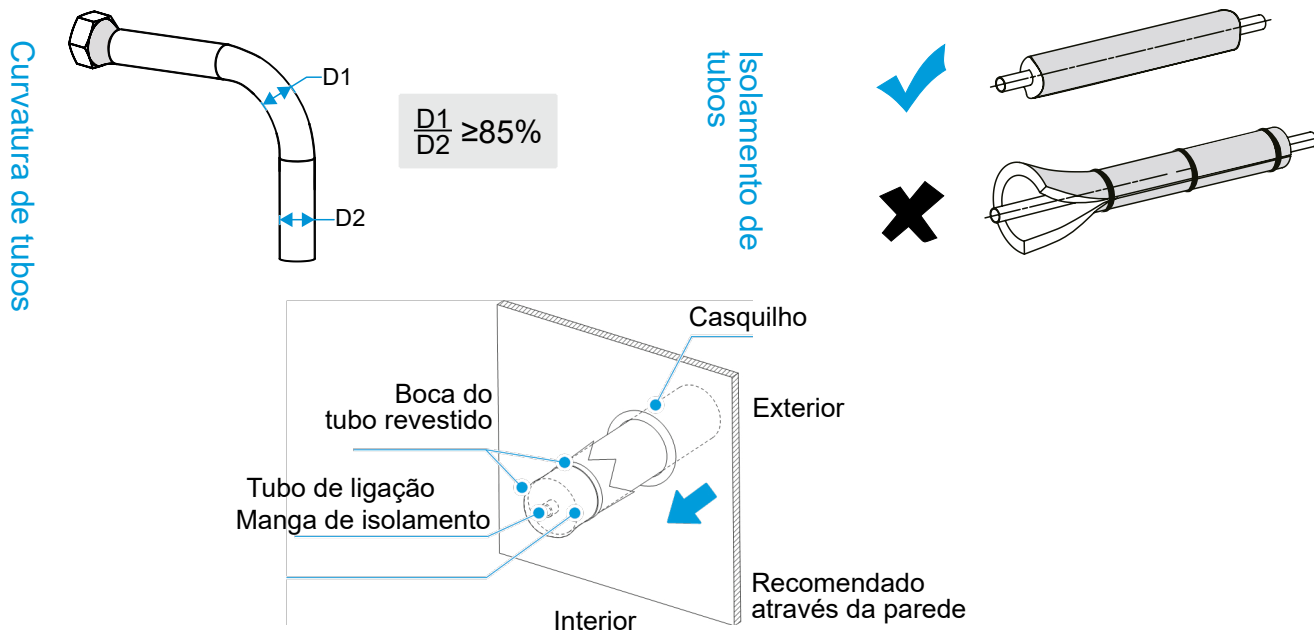 Curvatura de tubos
D1
D2
D1
D2
≥85%
Isolamento de
tubos
Casquilho
Boca do
tubo revestido
Exterior
Tubo de ligação
Manga de isolamento
Recomendado
através da parede
Interior